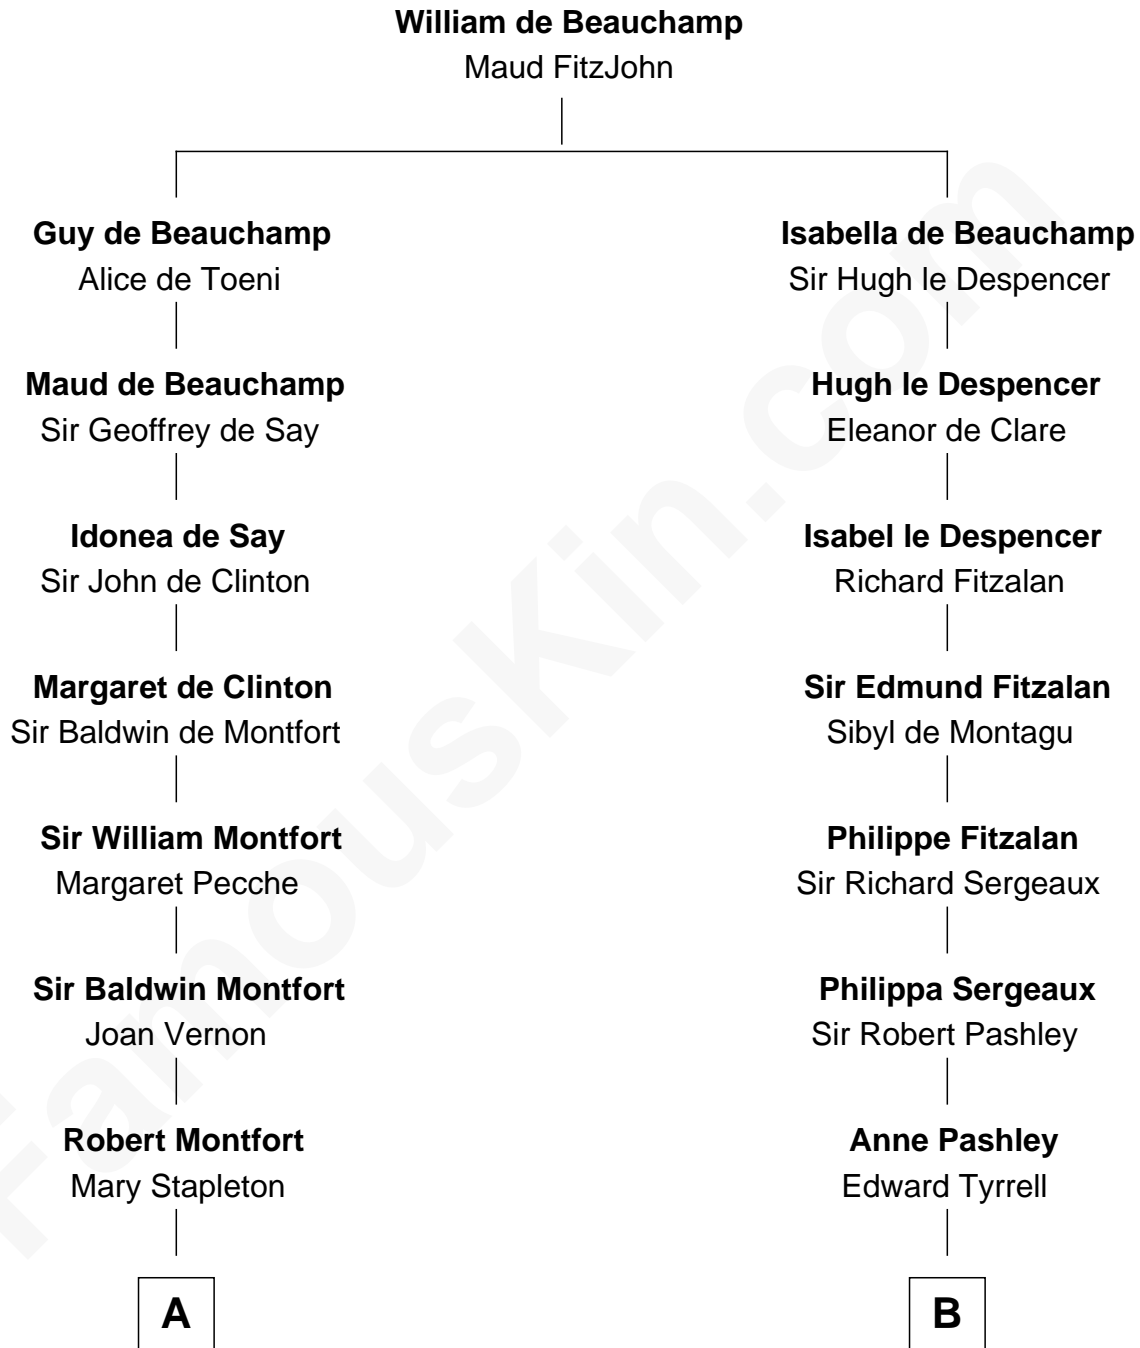 William de Beauchamp
Maud FitzJohn
Guy de Beauchamp
Alice de Toeni
Maud de Beauchamp
Sir Geoffrey de Say
Idonea de Say
Sir John de Clinton
Margaret de Clinton
Sir Baldwin de Montfort
Sir William Montfort
Margaret Pecche
Sir Baldwin Montfort
Joan Vernon
Robert Montfort
Mary Stapleton
A
Isabella de Beauchamp
Sir Hugh le Despencer
Hugh le Despencer
Eleanor de Clare
Isabel le Despencer
Richard Fitzalan
Sir Edmund Fitzalan
Sibyl de Montagu
Philippe Fitzalan
Sir Richard Sergeaux
Philippa Sergeaux
Sir Robert Pashley
Anne Pashley
Edward Tyrrell
B
FamousKin.com